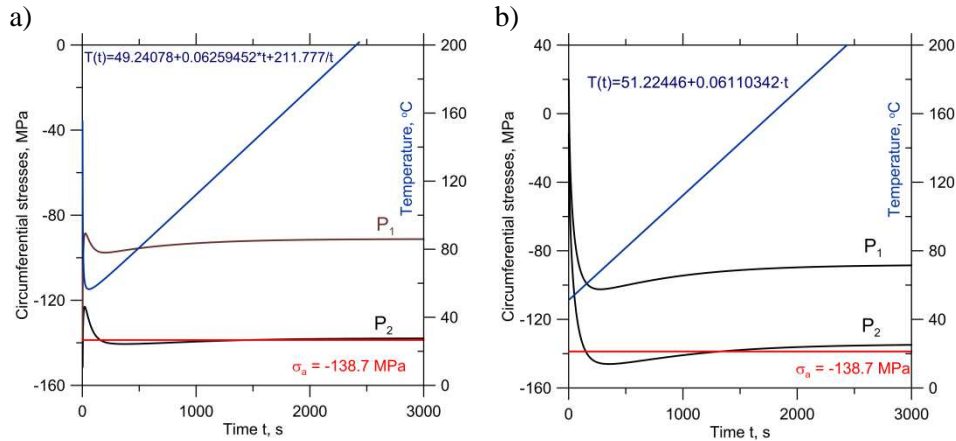 a)
T(t)=49.24078+0.06259452*t+211.777/t
0
-40
-80
-120
-160
Circumferential stresses, MPa
200
160
120
80
40
0
Temperature, °C
P1
P2
σa = -138.7 MPa
0
1000
2000
3000
Time t, s
b)
T(t)=51.22446+0.06110342·t
40
0
-40
-80
-120
-160
Circumferential stresses, MPa
200
160
120
80
40
0
Temperature, °C
P1
P2
σa = -138.7 MPa
0
1000
2000
3000
Time t, s